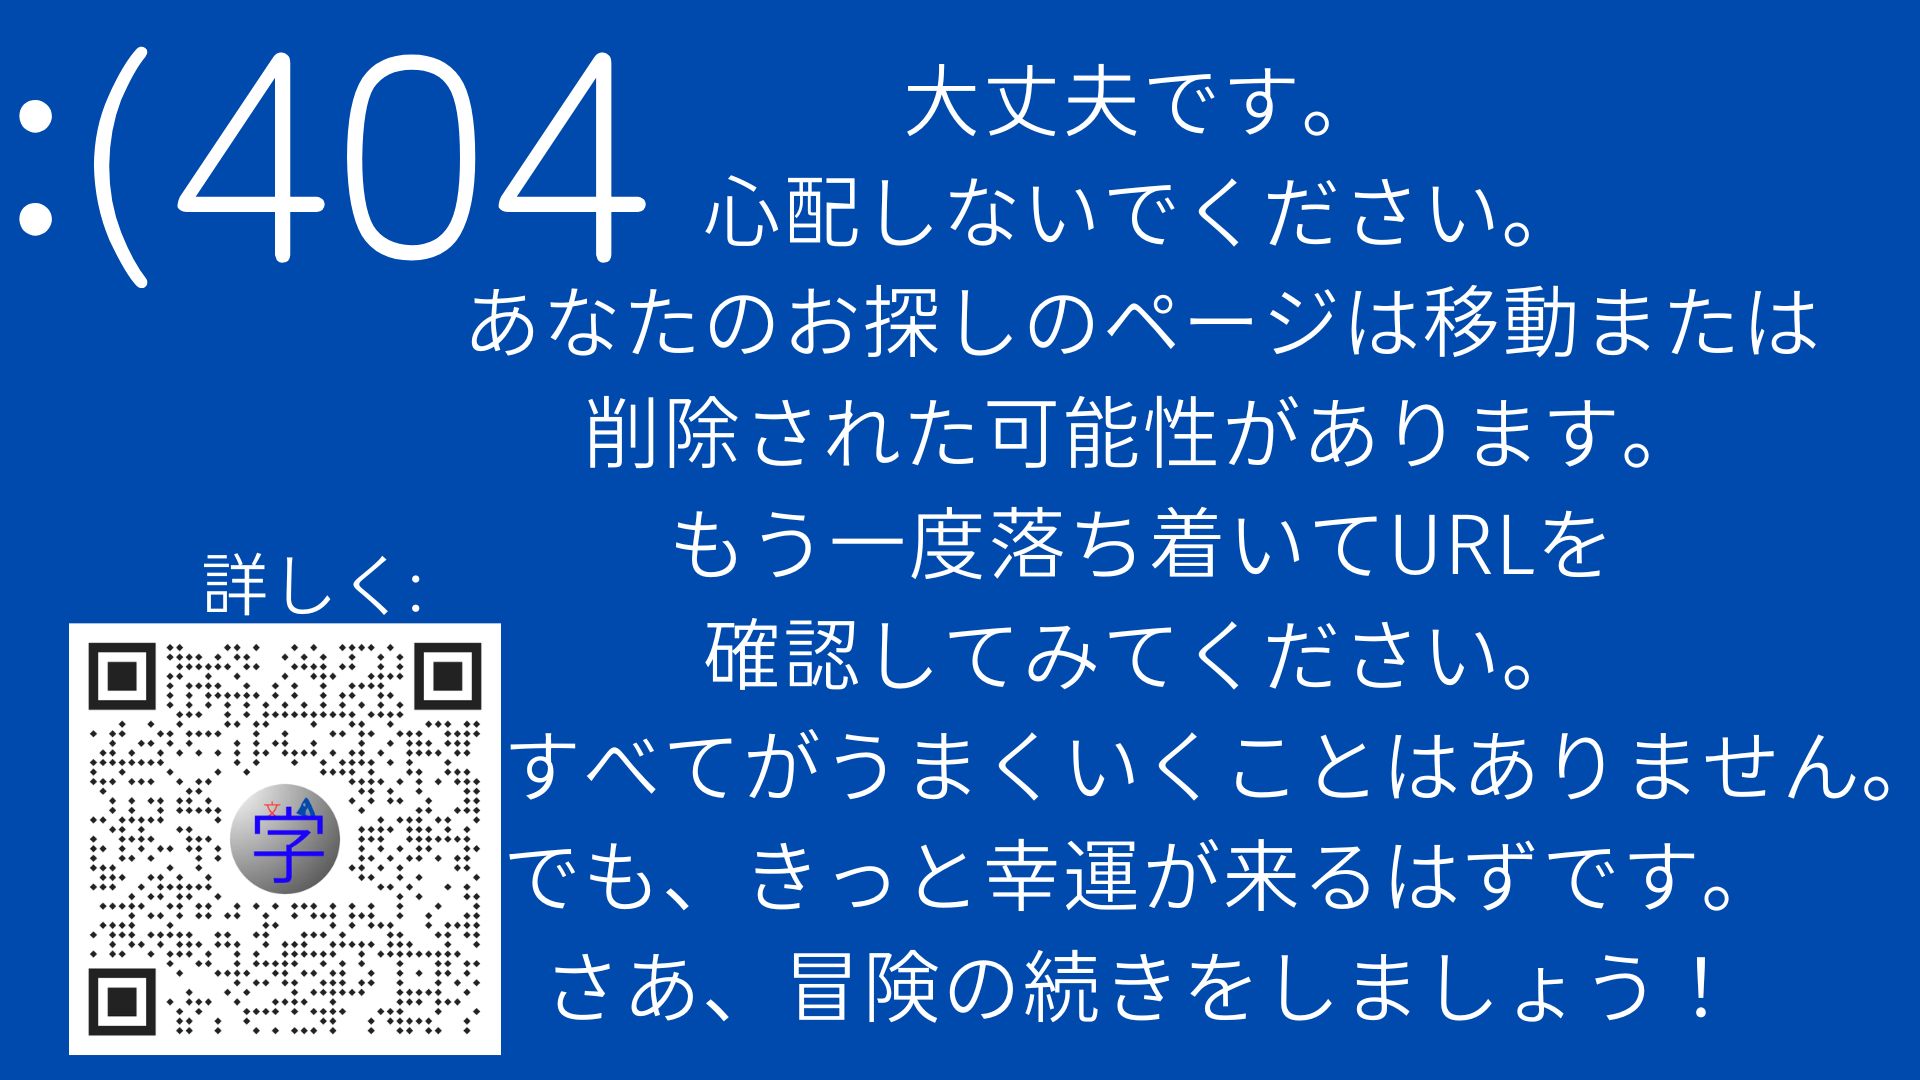 :(404
大丈夫です。
心配しないでください。
あなたのお探しのページは移動または
削除された可能性があります。
もう一度落ち着いてURLを
確認してみてください。
すべてがうまくいくことはありません。
でも、きっと幸運が来るはずです。
さあ、冒険の続きをしましょう！
詳しく:
文
A
字